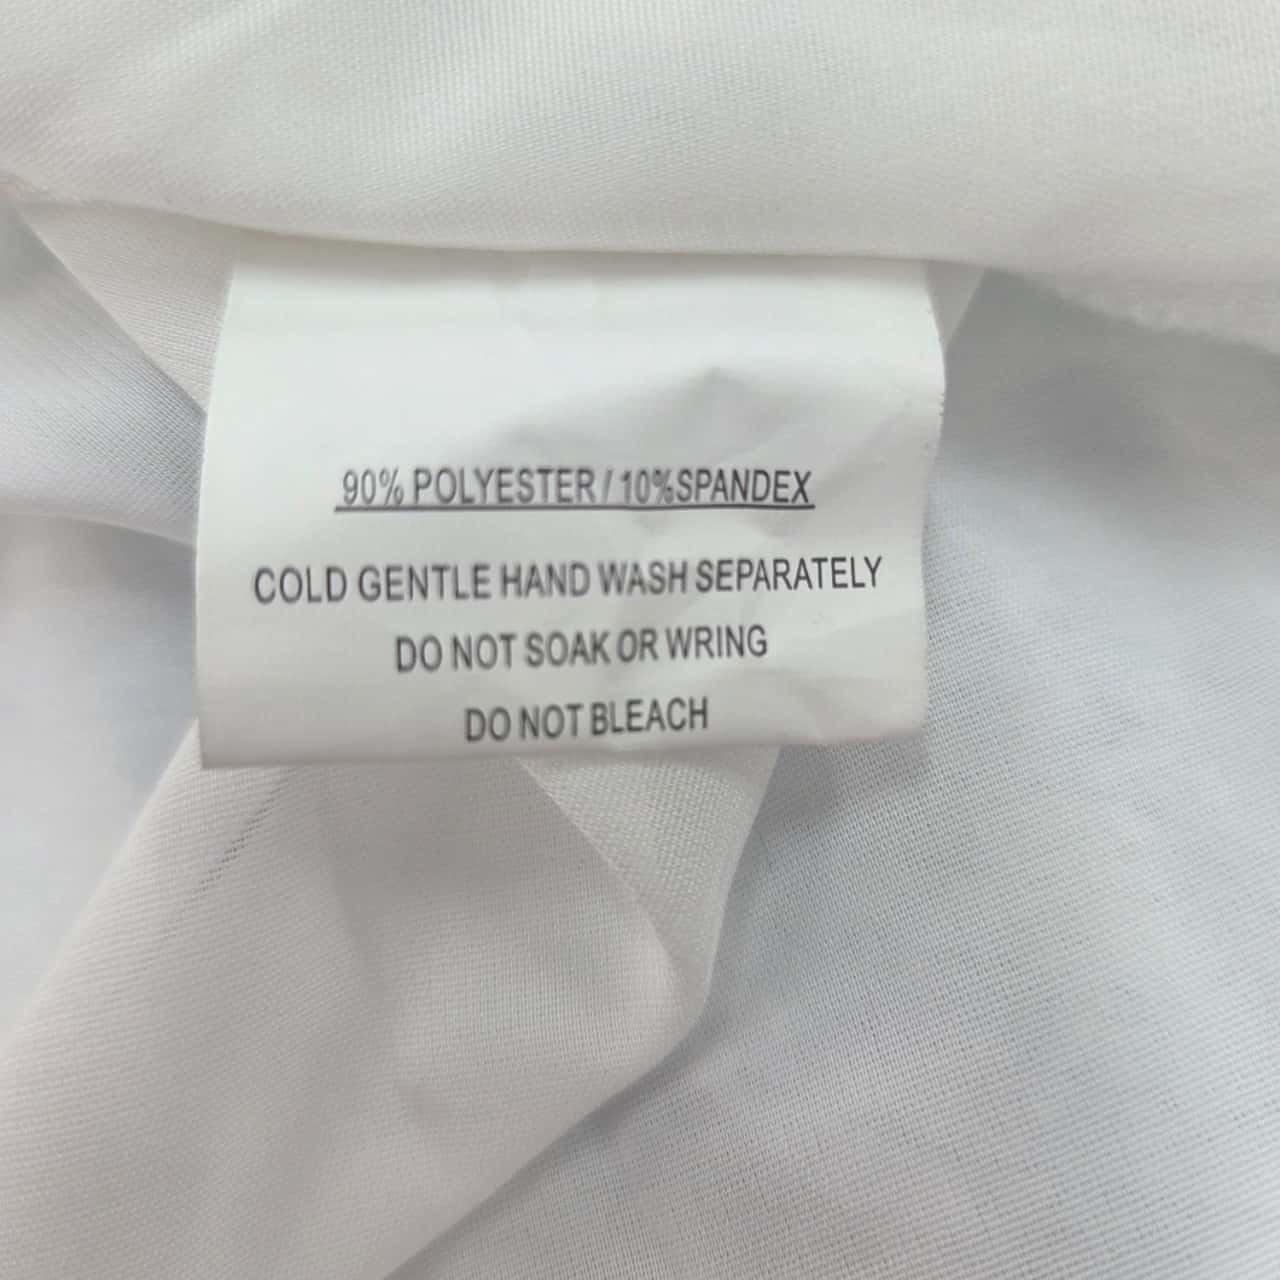 90% POLYESTER / 10%SPANDEX
COLD GENTLE HAND WASH SEPARATELY
DO NOT SOAK OR WRING
DO NOT BLEACH